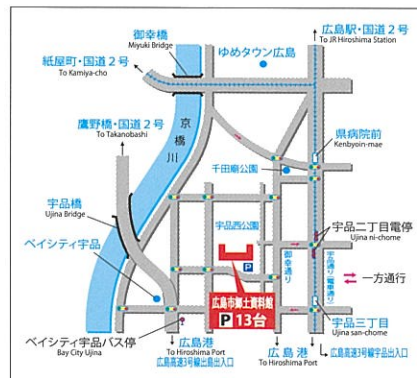 御幸橋
Miyuki Bridge
ゆめタウン広島
広島駅・国道2号
To JR Hiroshima Station
紙屋町・国道2号
To Kamiya-cho
鷹野橋・国道2号
To Takanobashi
京橋川
県病院前
Kenbyoin-mae
千田廟公園
宇品橋
Ujina Bridge
宇品西公園
宇品二丁目電停
Ujina ni-chome
ベイシティ宇品
御幸通り
宇品通り(電車通り)
一方通行
P
広島市郷土資料館
P 13台
宇品三丁目
Ujina san-chome
ベイシティ宇品バス停
Bay City Ujina
広島港
To Hiroshima Port
広島高速3号線出島出入口
広島港
To Hiroshima Port
広島高速3号線宇品出入口